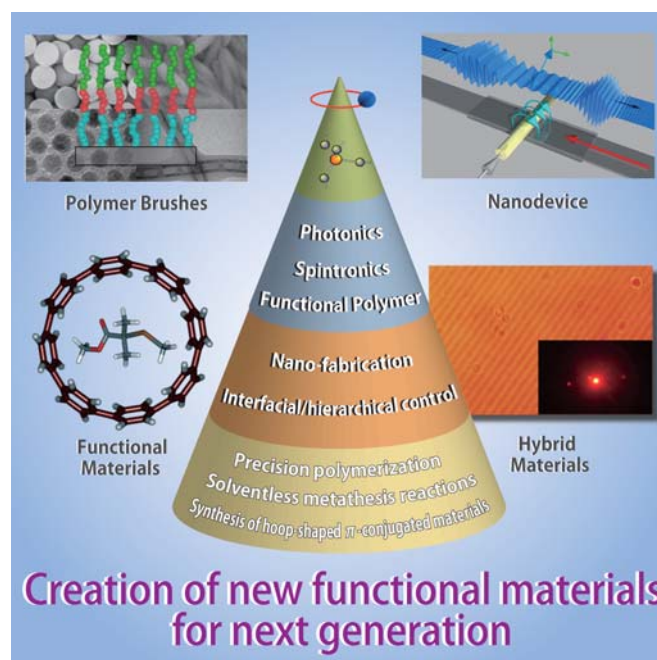 Polymer Brushes
Nanodevice
Photonics
Spintronics
Functional Polymer
Nano-fabrication
Interfacial/hierarchical control
Functional
Materials
Hybrid
Materials
Precision polymerization
Solventless metathesis reactions
Synthesis of hoop-shaped π-conjugated materials
Creation of new functional materials
for next generation